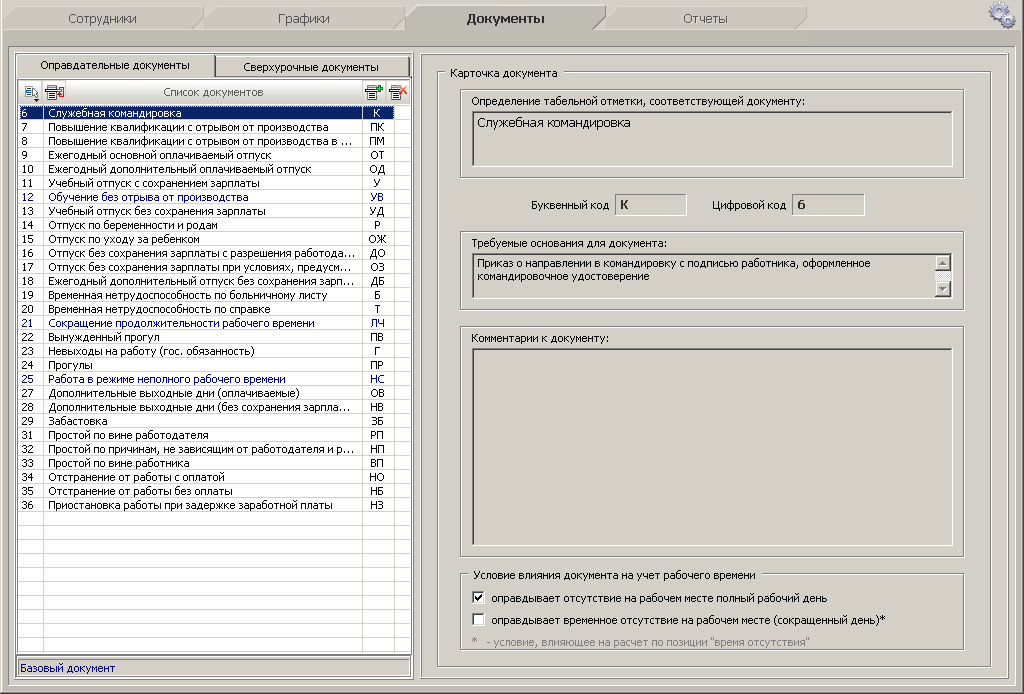 Сотрудники
Графики
Документы
Отчеты
Оправдательные документы
Сверхурочные документы
Список документов
6 Служебная командировка К
7 Повышение квалификации с отрывом от производства ПК
8 Повышение квалификации с отрывом от производства в ... ПМ
9 Ежегодный основной оплачиваемый отпуск ОТ
10 Ежегодный дополнительный оплачиваемый отпуск ОД
11 Учебный отпуск с сохранением зарплаты У
12 Обучение без отрыва от производства УВ
13 Учебный отпуск без сохранения зарплаты УД
14 Отпуск по беременности и родам Р
15 Отпуск по уходу за ребенком ОЖ
16 Отпуск без сохранения зарплаты с разрешения работода... ДО
17 Отпуск без сохранения зарплаты при условиях, предусм... ОЗ
18 Ежегодный дополнительный отпуск без сохранения зарп... ДБ
19 Временная нетрудоспособность по больничному листу Б
20 Временная нетрудоспособность по справке Т
21 Сокращение продолжительности рабочего времени ЛЧ
22 Вынужденный прогул ПВ
23 Невыходы на работу (гос. обязанность) Г
24 Прогулы ПР
25 Работа в режиме неполного рабочего времени НС
27 Дополнительные выходные дни (оплачиваемые) ОВ
28 Дополнительные выходные дни (без сохранения зарпла... НВ
29 Забастовка ЗБ
31 Простой по вине работодателя РП
32 Простой по причинам, не зависящим от работодателя и р... НП
33 Простой по вине работника ВП
34 Отстранение от работы с оплатой НО
35 Отстранение от работы без оплаты НБ
36 Приостановка работы при задержке заработной платы НЗ
Базовый документ
Карточка документа
Определение табельной отметки, соответствующей документу:
Служебная командировка
Буквенный код К Цифровой код 6
Требуемые основания для документа:
Приказ о направлении в командировку с подписью работника, оформленное
командировочное удостоверение
Комментарии к документу:
Условие влияния документа на учет рабочего времени
оправдывает отсутствие на рабочем месте полный рабочий день
оправдывает временное отсутствие на рабочем месте (сокращенный день)*
* - условие, влияющее на расчет по позиции "время отсутствия"